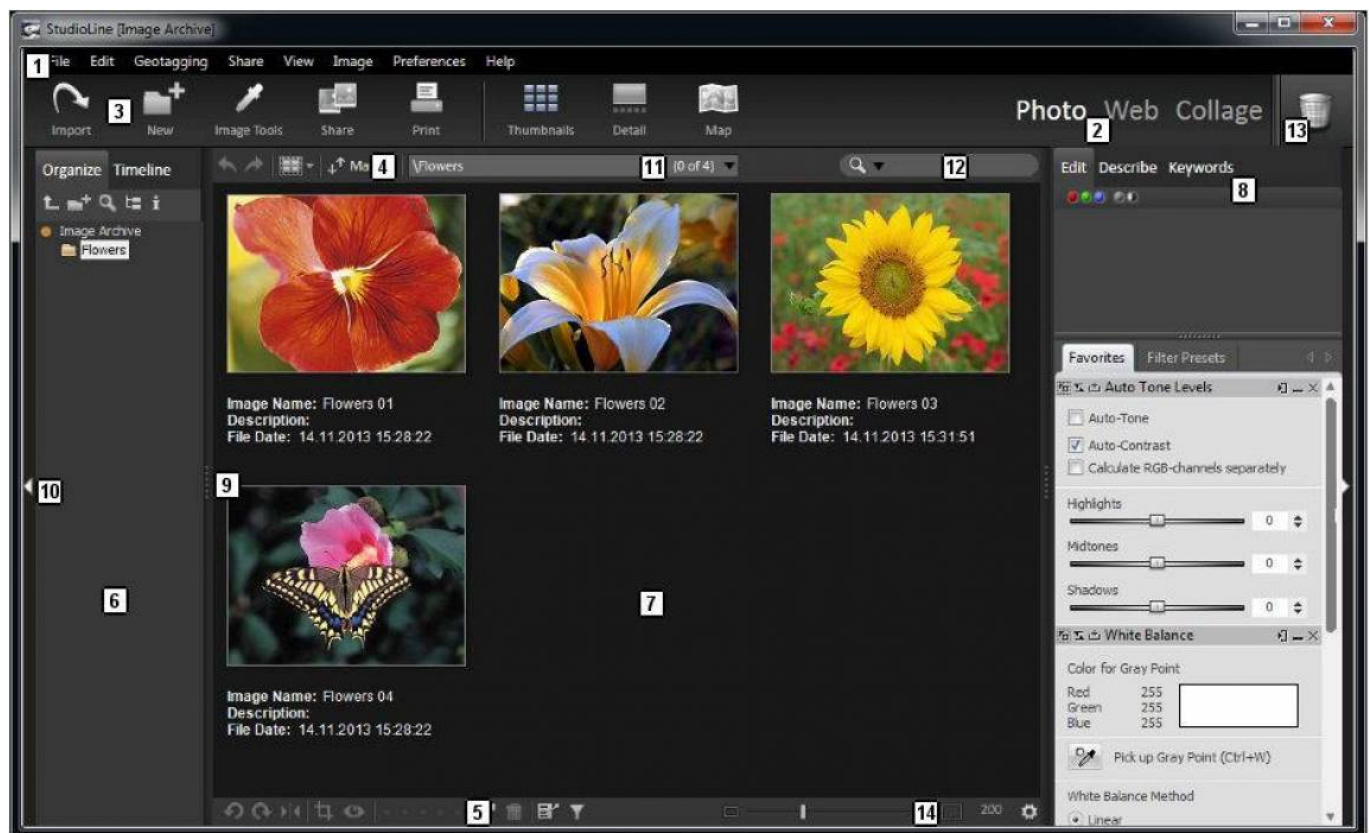 StudioLine [Image Archive]
1 File Edit Geotagging Share View Image Preferences Help
3
Import New Image Tools Share Print Thumbnails Detail Map
Photo Web Collage
2
13
Organize Timeline
4 \Flowers 11 (0 of 4) 12
Edit Describe Keywords
8
Image Archive
Flowers
Image Name: Flowers 01
Description:
File Date: 14.11.2013 15:28:22
Image Name: Flowers 02
Description:
File Date: 14.11.2013 15:28:22
Image Name: Flowers 03
Description:
File Date: 14.11.2013 15:31:51
9
10
6
7
Image Name: Flowers 04
Description:
File Date: 14.11.2013 15:28:22
5
14 200
Favorites Filter Presets
Auto Tone Levels
Auto-Tone
Auto-Contrast
Calculate RGB-channels separately
Highlights
0
Midtones
0
Shadows
0
White Balance
Color for Gray Point
Red 255
Green 255
Blue 255
Pick up Gray Point (Ctrl+W)
White Balance Method
Linear